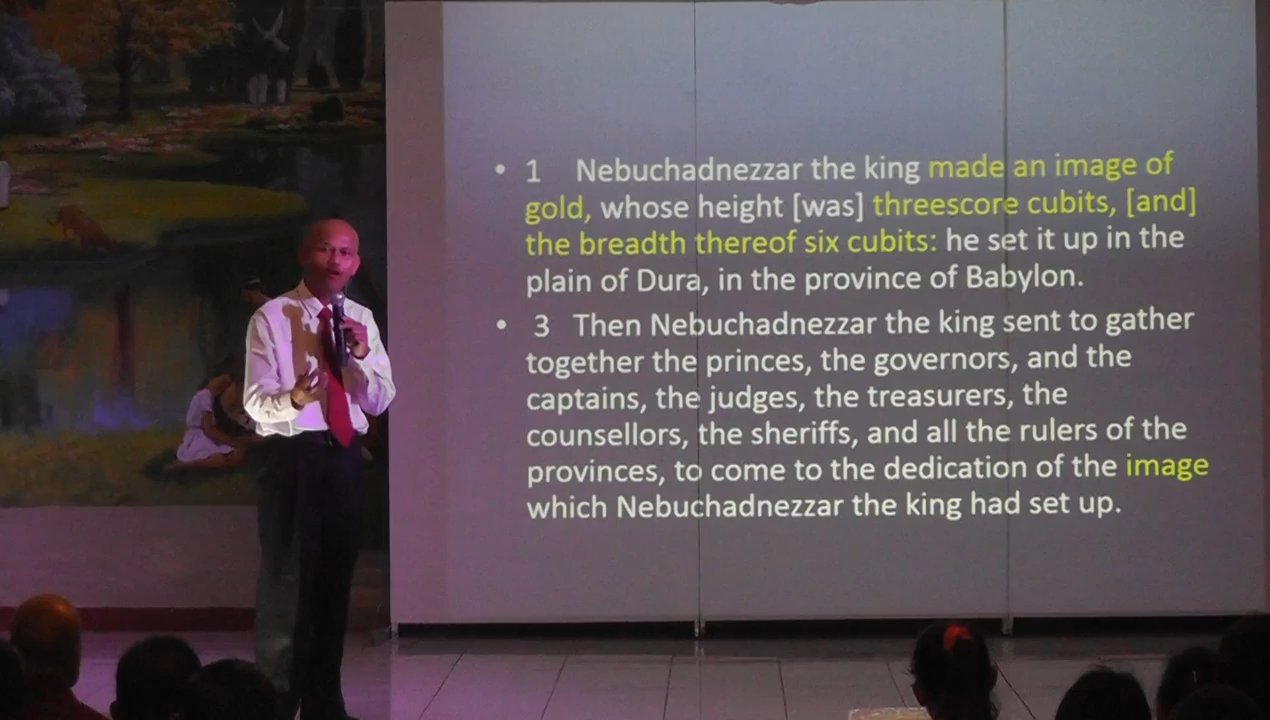 • 1 Nebuchadnezzar the king made an image of
gold, whose height [was] threescore cubits, [and]
the breadth thereof six cubits: he set it up in the
plain of Dura, in the province of Babylon.
• 3 Then Nebuchadnezzar the king sent to gather
together the princes, the governors, and the
captains, the judges, the treasurers, the
counsellors, the sheriffs, and all the rulers of the
provinces, to come to the dedication of the image
which Nebuchadnezzar the king had set up.